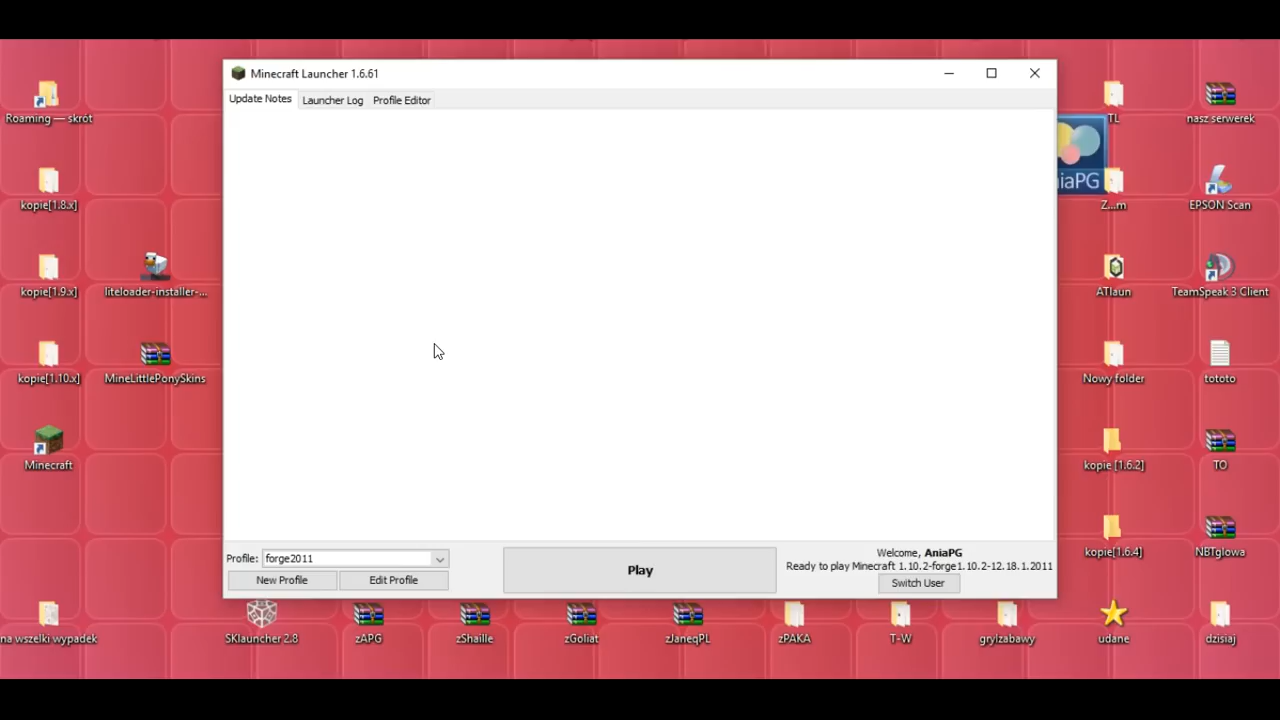 Minecraft Launcher 1.6.61
Update Notes
Launcher Log
Profile Editor
Roaming — skrót
kopie[1.8.x]
kopie[1.9.x]
liteloader-installer-...
kopie[1.10.x]
MineLittlePonySkins
Minecraft
TL
nasz serwerek
iaPG
Z...m
EPSON Scan
ATlaun
TeamSpeak 3 Client
Nowy folder
tototo
kopie [1.6.2]
TO
kopie[1.6.4]
NBTglowa
Profile: forge2011
New Profile
Edit Profile
Play
Welcome, AniaPG
Ready to play Minecraft 1.10.2-forge1.10.2-12.18.1.2011
Switch User
na wszelki wypadek
SKlauncher 2.8
zAPG
zShaille
zGoliat
zJaneqPL
zPAKA
T-W
gryIzabawy
udane
dzisiaj